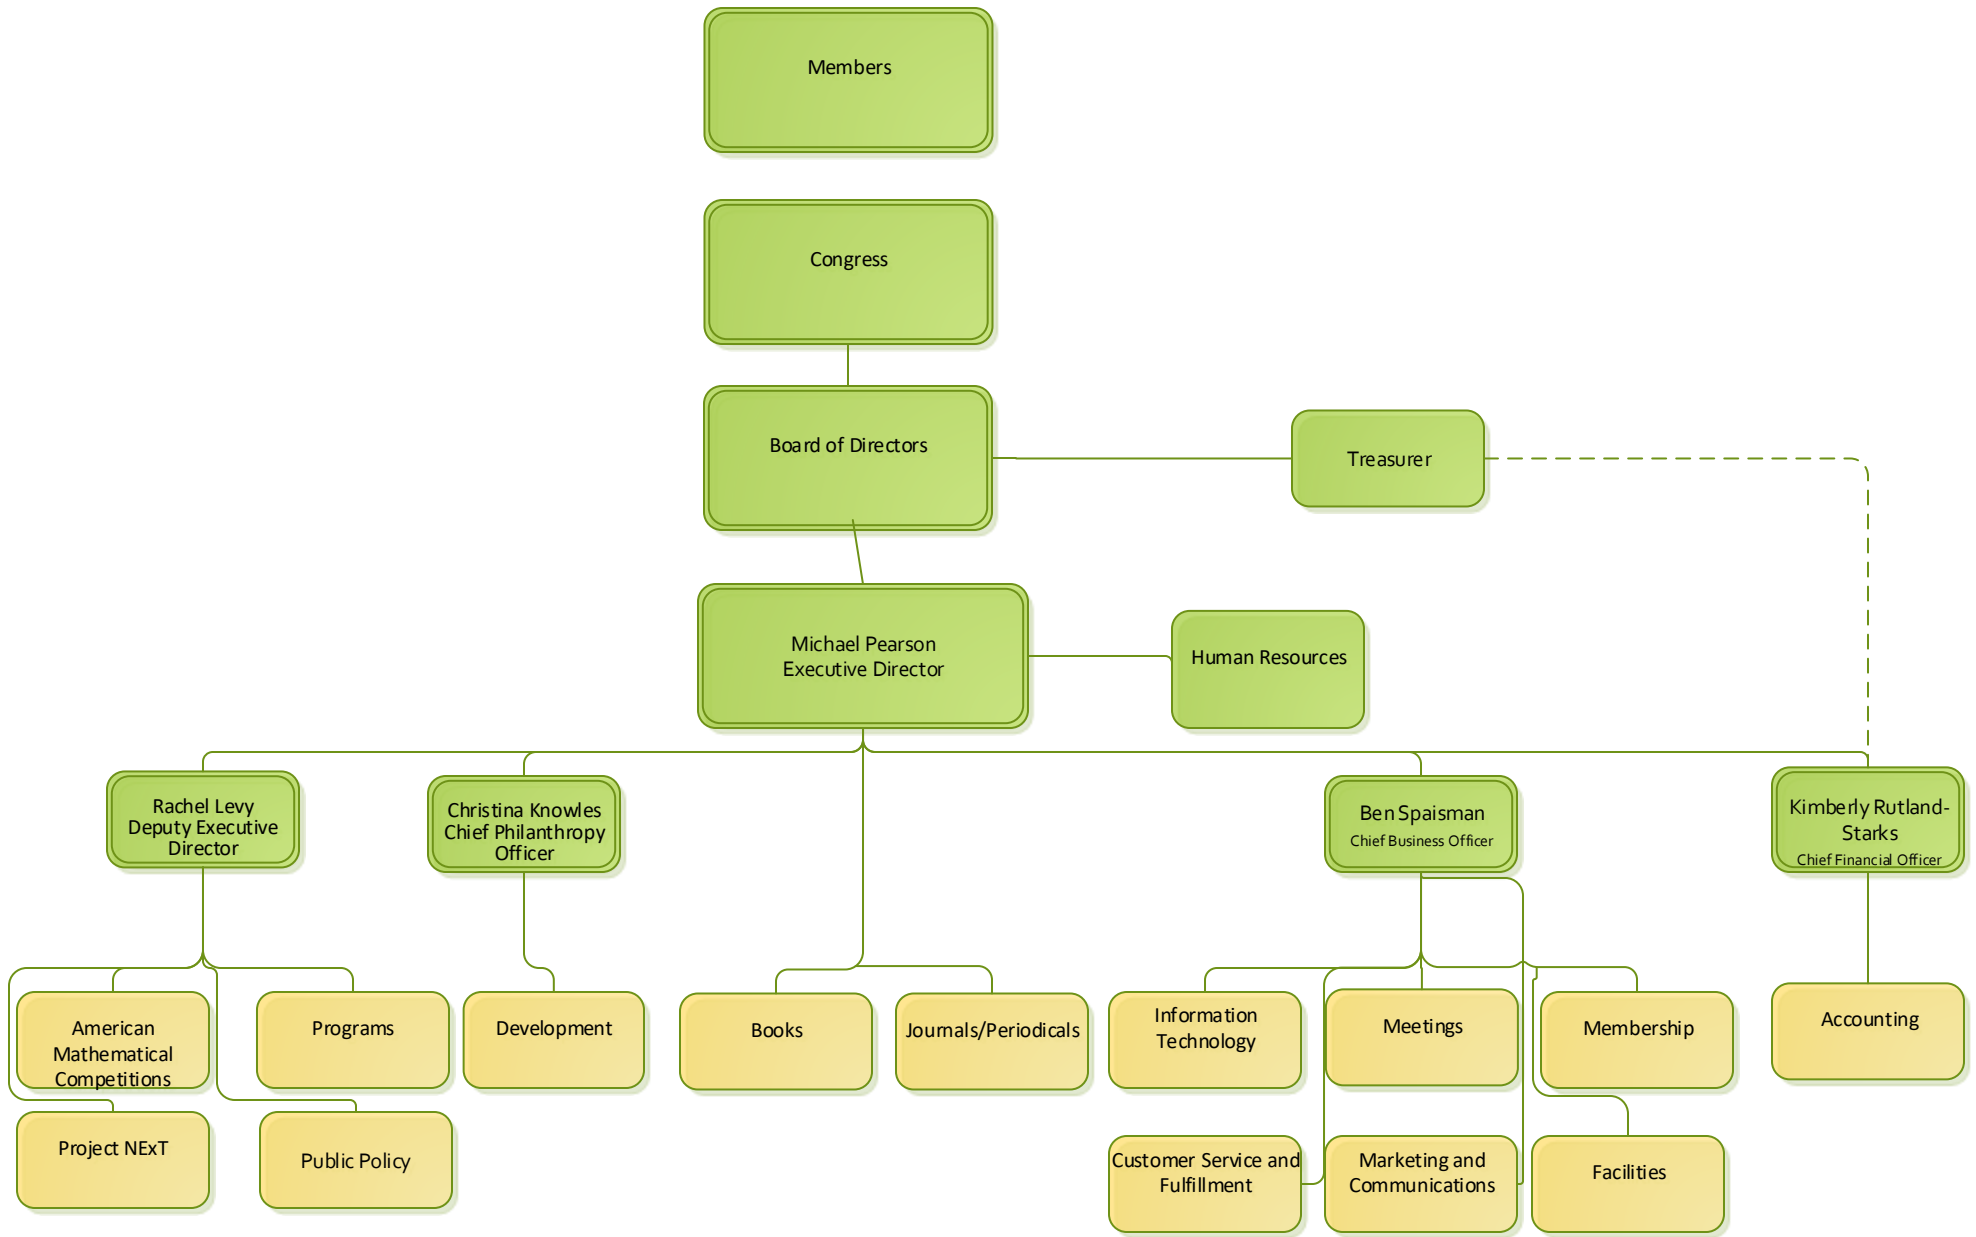 Members
Congress
Board of Directors
Treasurer
Michael Pearson
Executive Director
Human Resources
Rachel Levy
Deputy Executive
Director
Christina Knowles
Chief Philanthropy
Officer
Ben Spaisman
Chief Business Officer
Kimberly Rutland-
Starks
Chief Financial Officer
American
Mathematical
Competitions
Programs
Development
Books
Journals/Periodicals
Information
Technology
Meetings
Membership
Accounting
Project NExT
Public Policy
Customer Service and
Fulfillment
Marketing and
Communications
Facilities